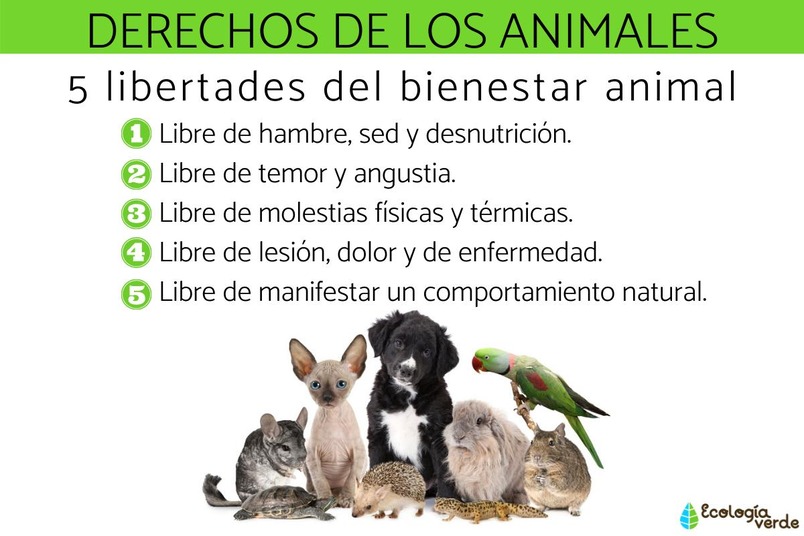 DERECHOS DE LOS ANIMALES
5 libertades del bienestar animal
1 Libre de hambre, sed y desnutrición.
2 Libre de temor y angustia.
3 Libre de molestias físicas y térmicas.
4 Libre de lesión, dolor y de enfermedad.
5 Libre de manifestar un comportamiento natural.
Ecología
verde